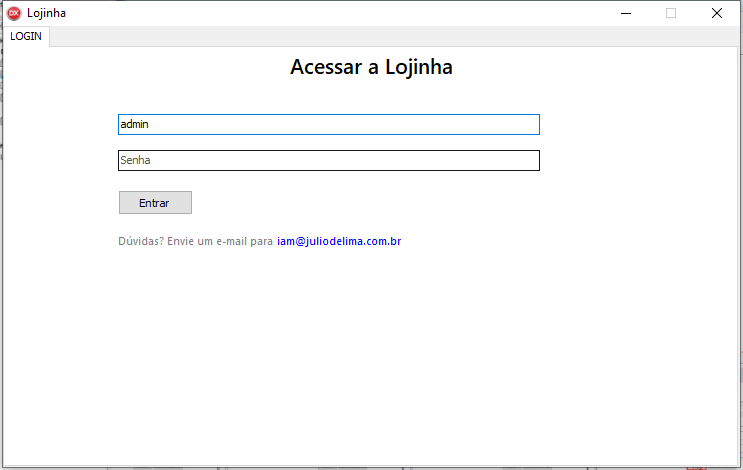 DX Lojinha
LOGIN
Acessar a Lojinha
admin
Senha
Entrar
Dúvidas? Envie um e-mail para iam@juliodelima.com.br